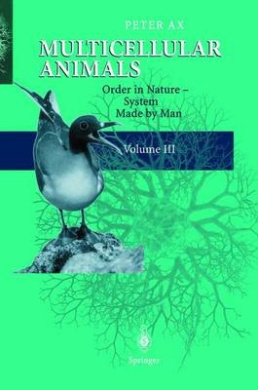 PETER AX
MULTICELLULAR
ANIMALS
Order in Nature –
System
Made by Man
Volume III
Springer